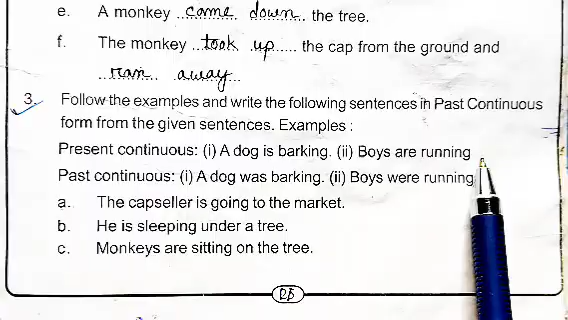 e. A monkey ..came down.. the tree.
f. The monkey ..took up..... the cap from the ground and
..ran.. away...
3. Follow the examples and write the following sentences in Past Continuous
form from the given sentences. Examples :
Present continuous: (i) A dog is barking. (ii) Boys are running
Past continuous: (i) A dog was barking. (ii) Boys were running
a. The capseller is going to the market.
b. He is sleeping under a tree.
c. Monkeys are sitting on the tree.